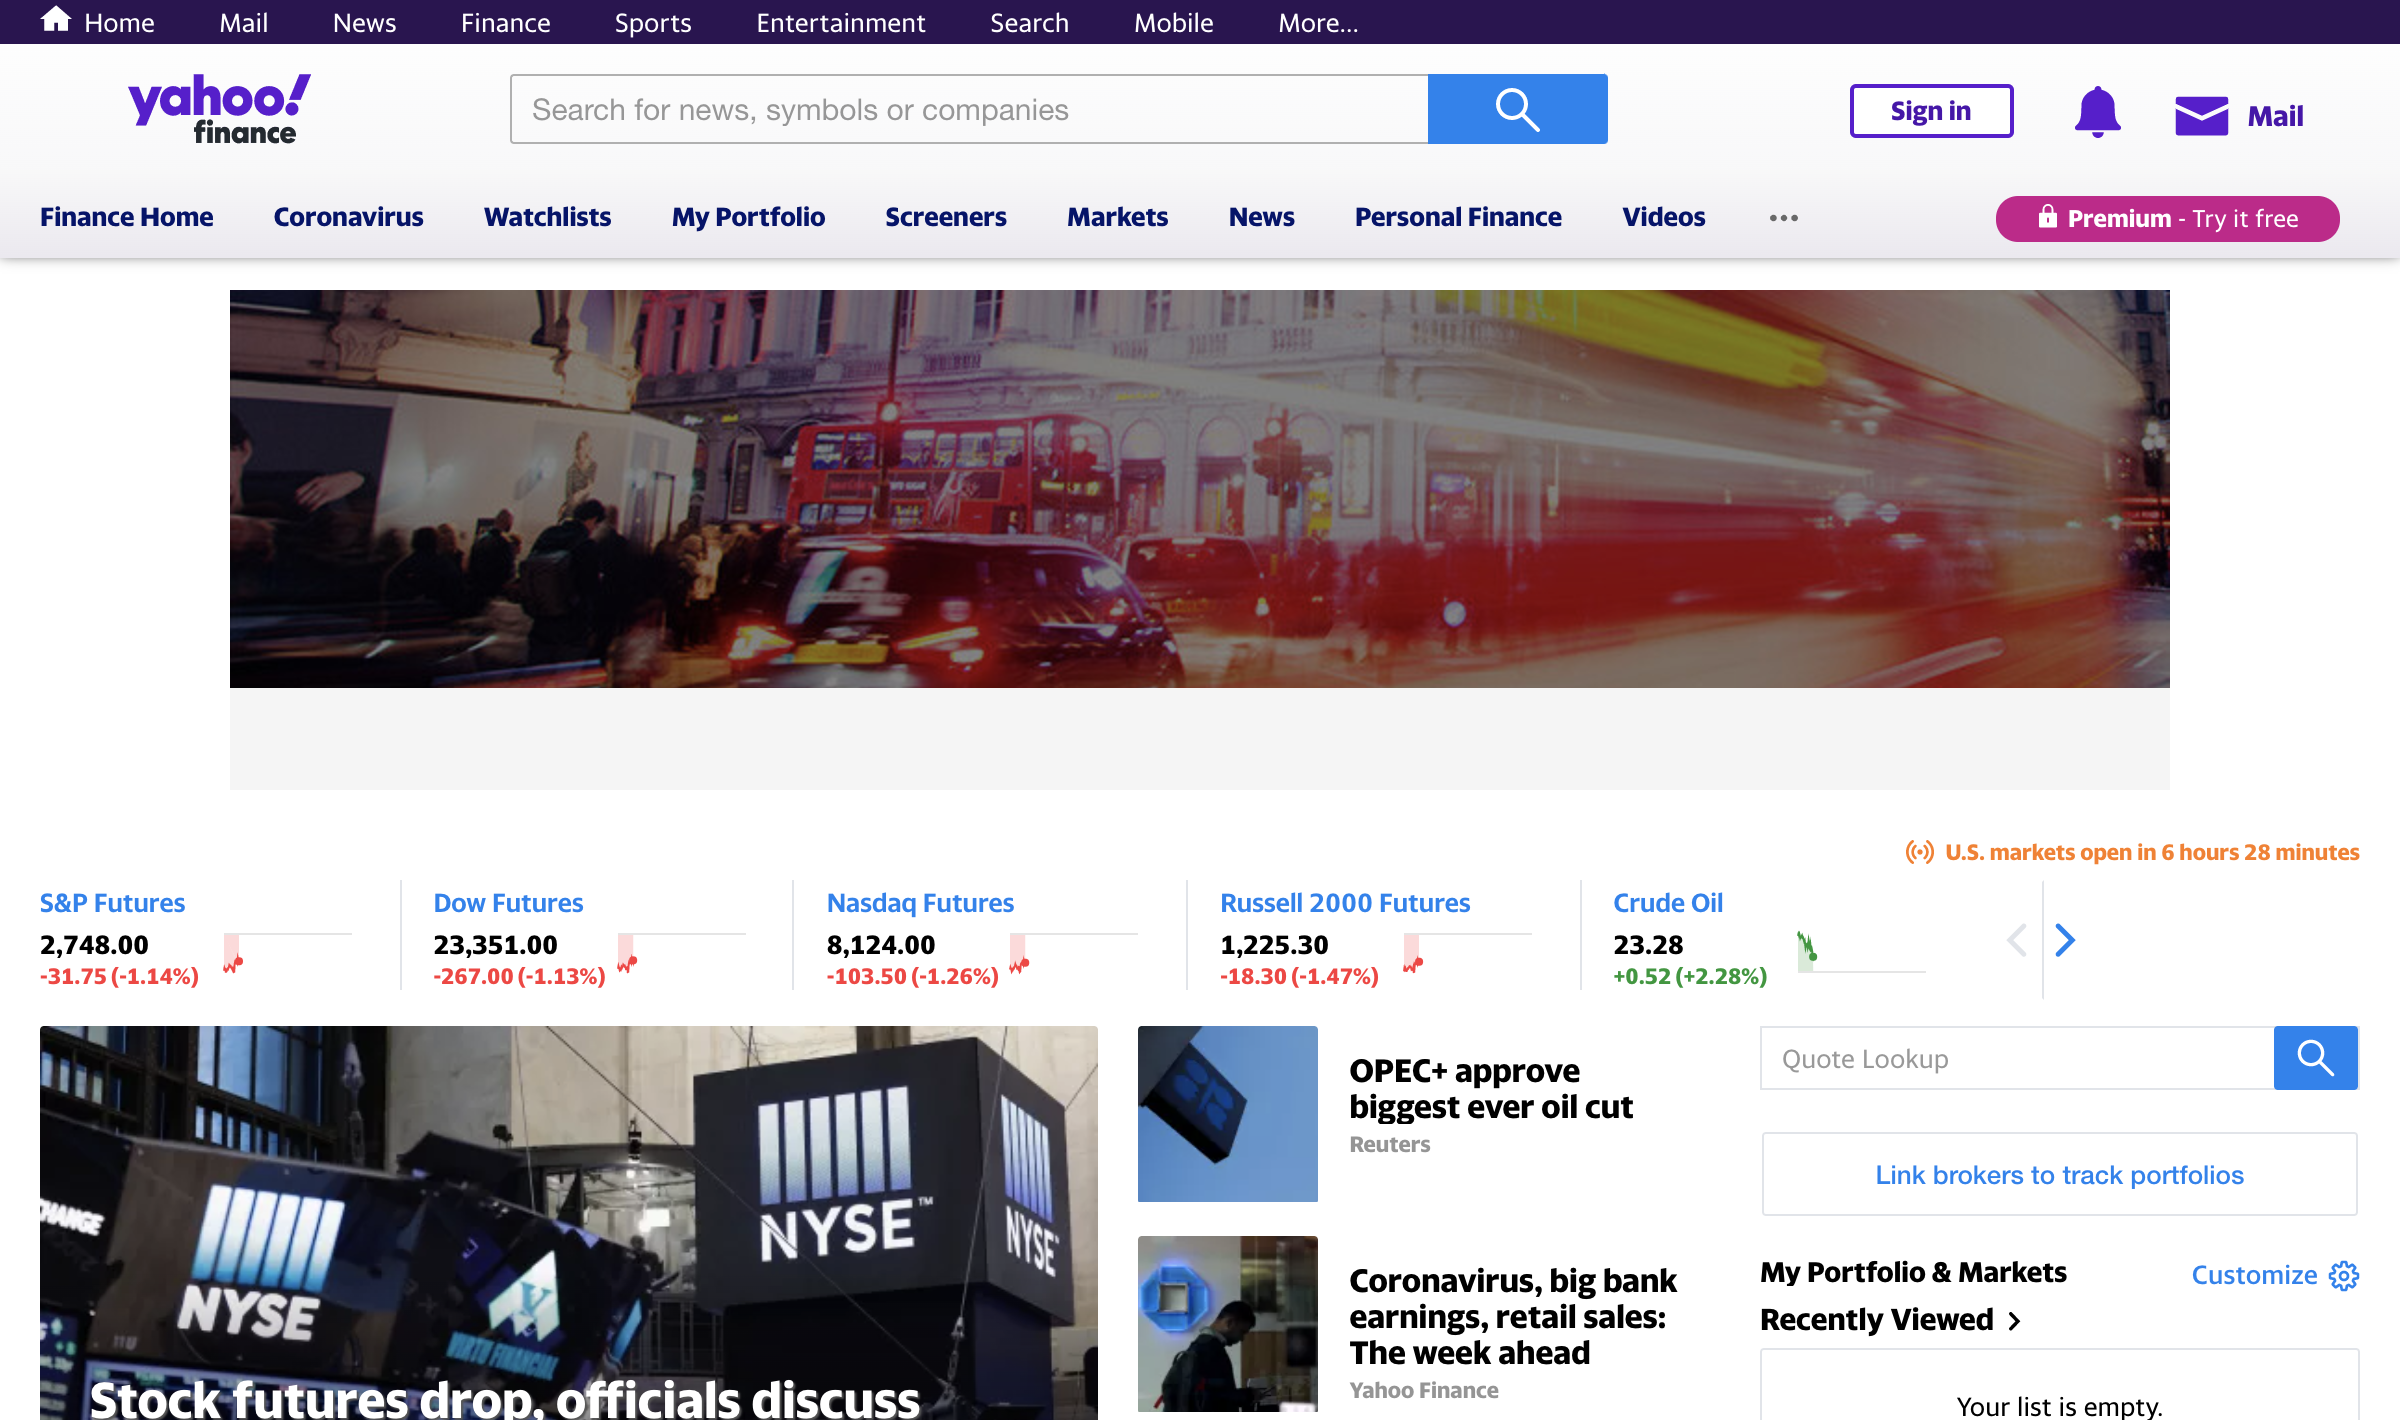 Home Mail News Finance Sports Entertainment Search Mobile More...
yahoo!
finance
Search for news, symbols or companies
Sign in
Mail
Finance Home Coronavirus Watchlists My Portfolio Screeners Markets News Personal Finance Videos
Premium - Try it free
U.S. markets open in 6 hours 28 minutes
S&P Futures
2,748.00
-31.75 (-1.14%)
Dow Futures
23,351.00
-267.00 (-1.13%)
Nasdaq Futures
8,124.00
-103.50 (-1.26%)
Russell 2000 Futures
1,225.30
-18.30 (-1.47%)
Crude Oil
23.28
+0.52 (+2.28%)
NYSE™
NYSE
NYSE
VIRTU FINANCIAL
Stock futures drop, officials discuss
OPEC+ approve
biggest ever oil cut
Reuters
Coronavirus, big bank
earnings, retail sales:
The week ahead
Yahoo Finance
Quote Lookup
Link brokers to track portfolios
My Portfolio & Markets
Customize
Recently Viewed
Your list is empty.